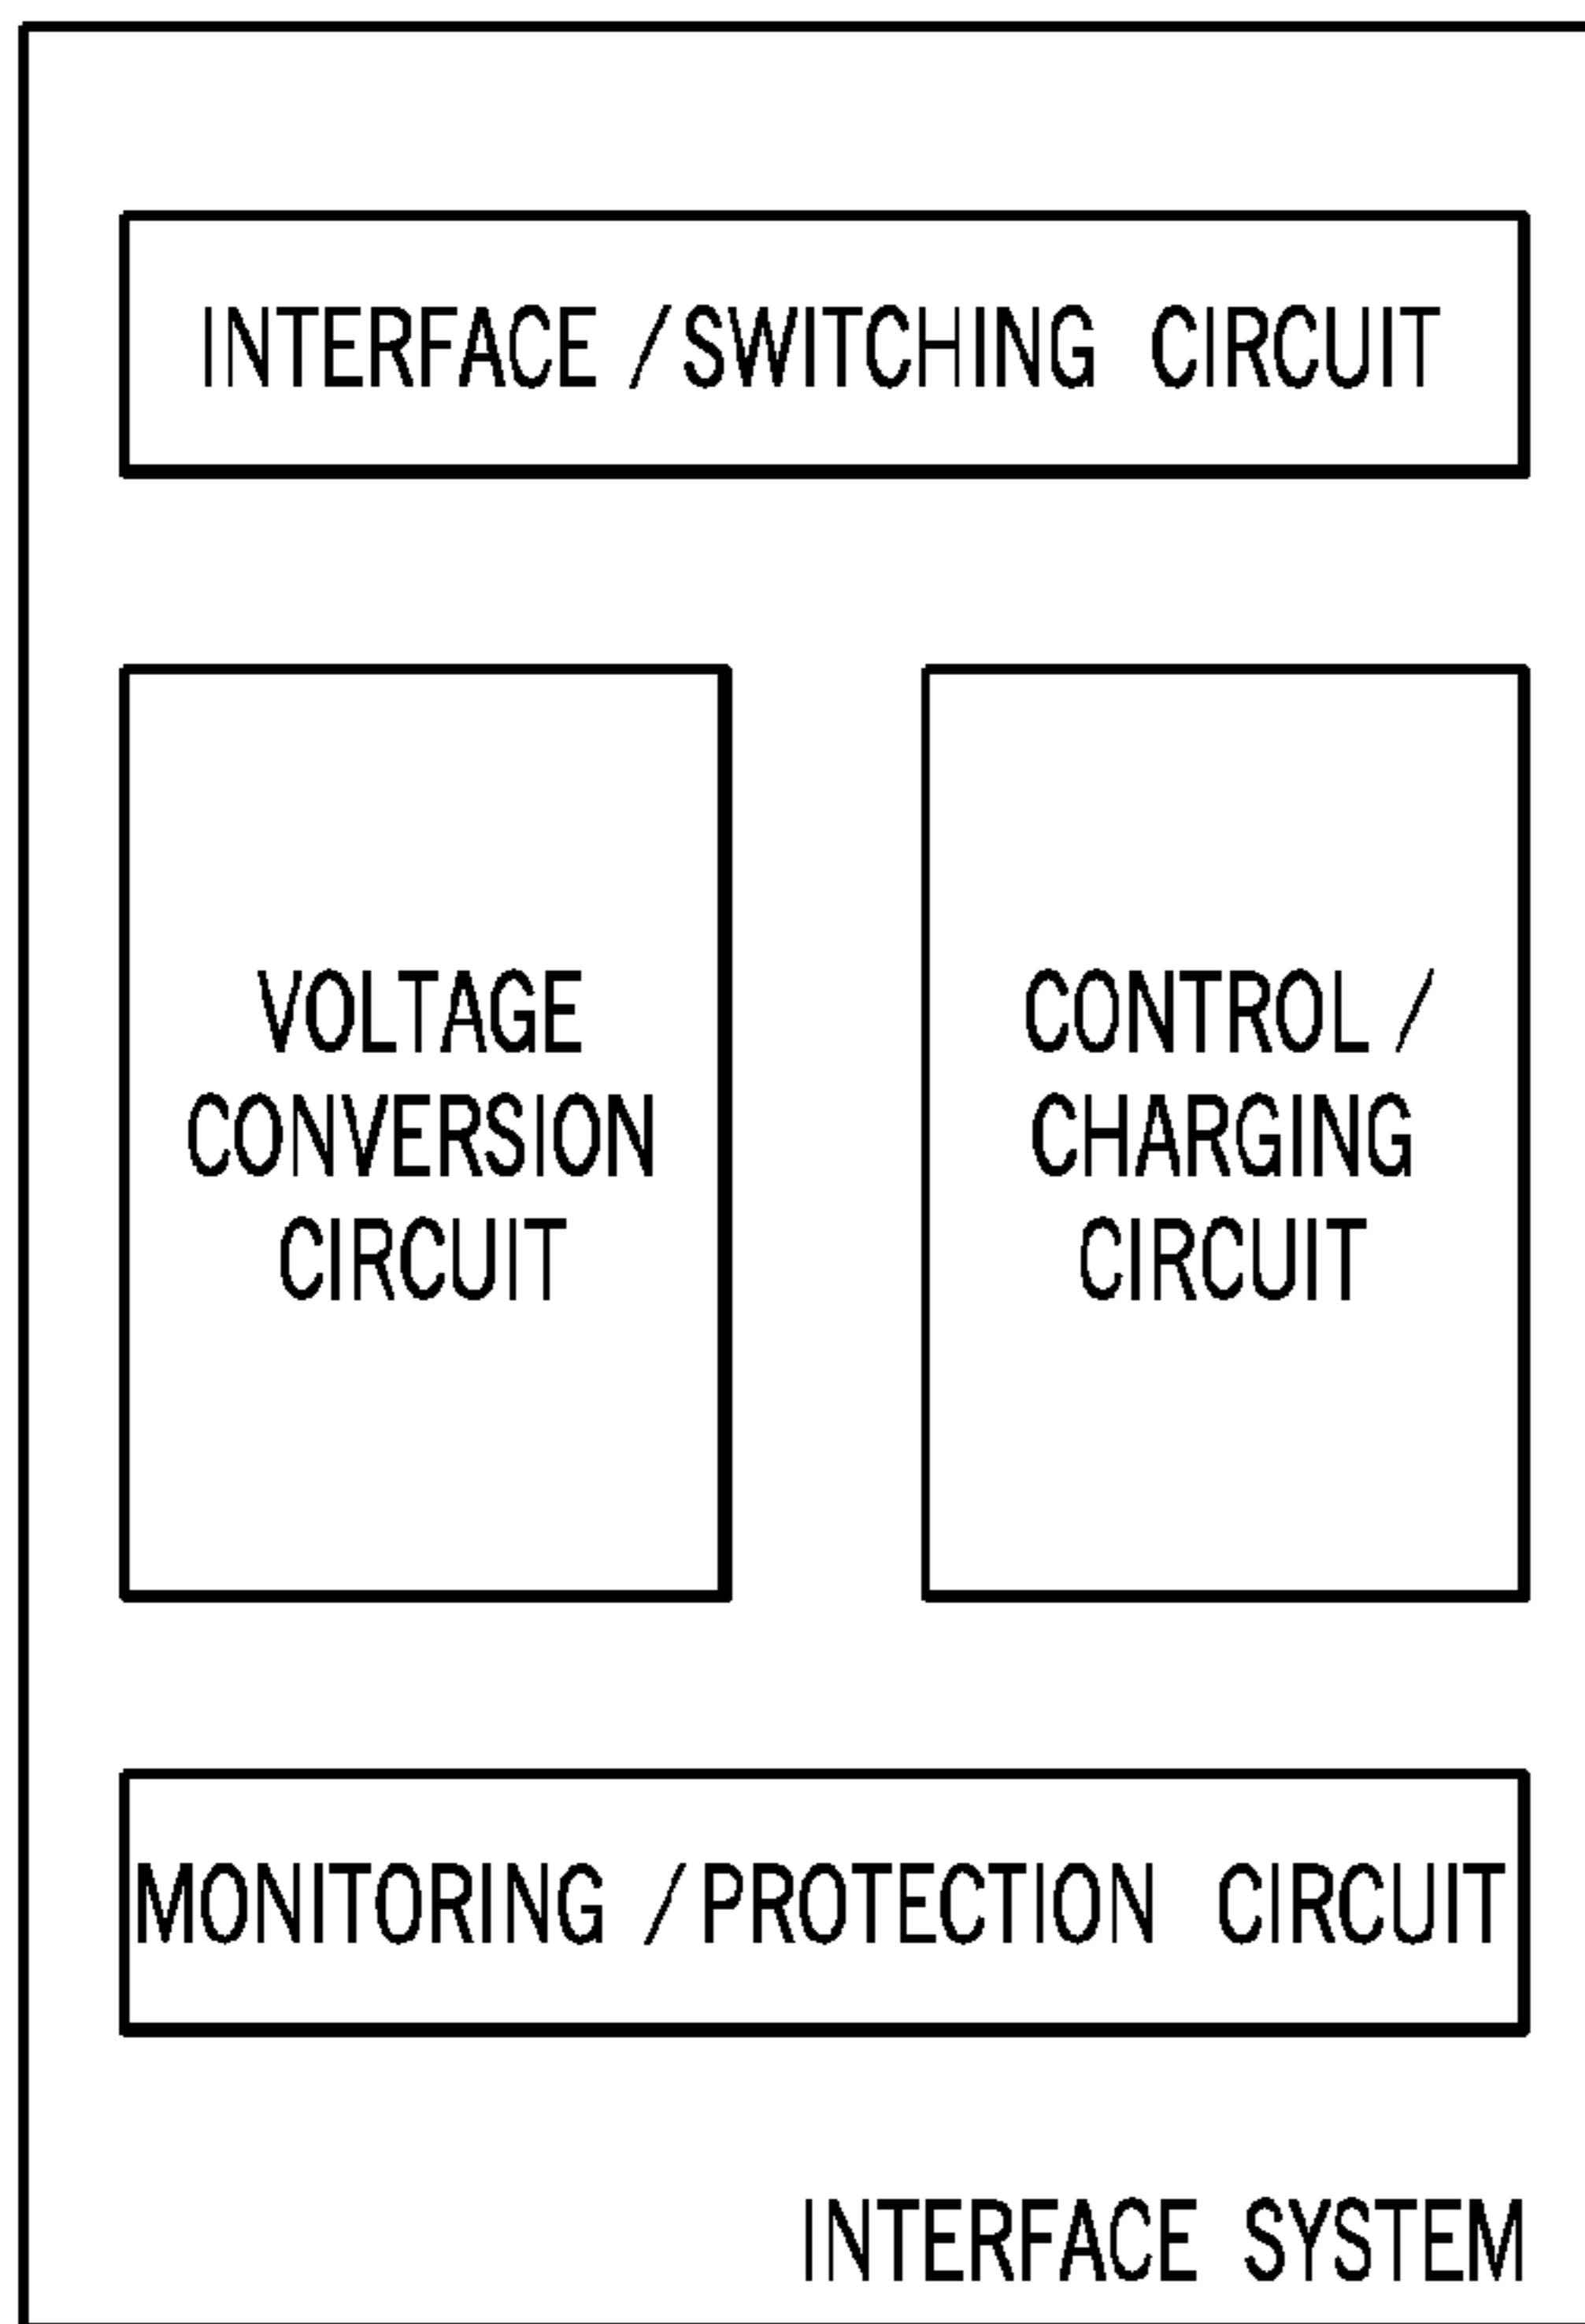 INTERFACE /SWITCHING CIRCUIT
VOLTAGE
CONVERSION
CIRCUIT
CONTROL /
CHARGING
CIRCUIT
MONITORING /PROTECTION CIRCUIT
INTERFACE SYSTEM